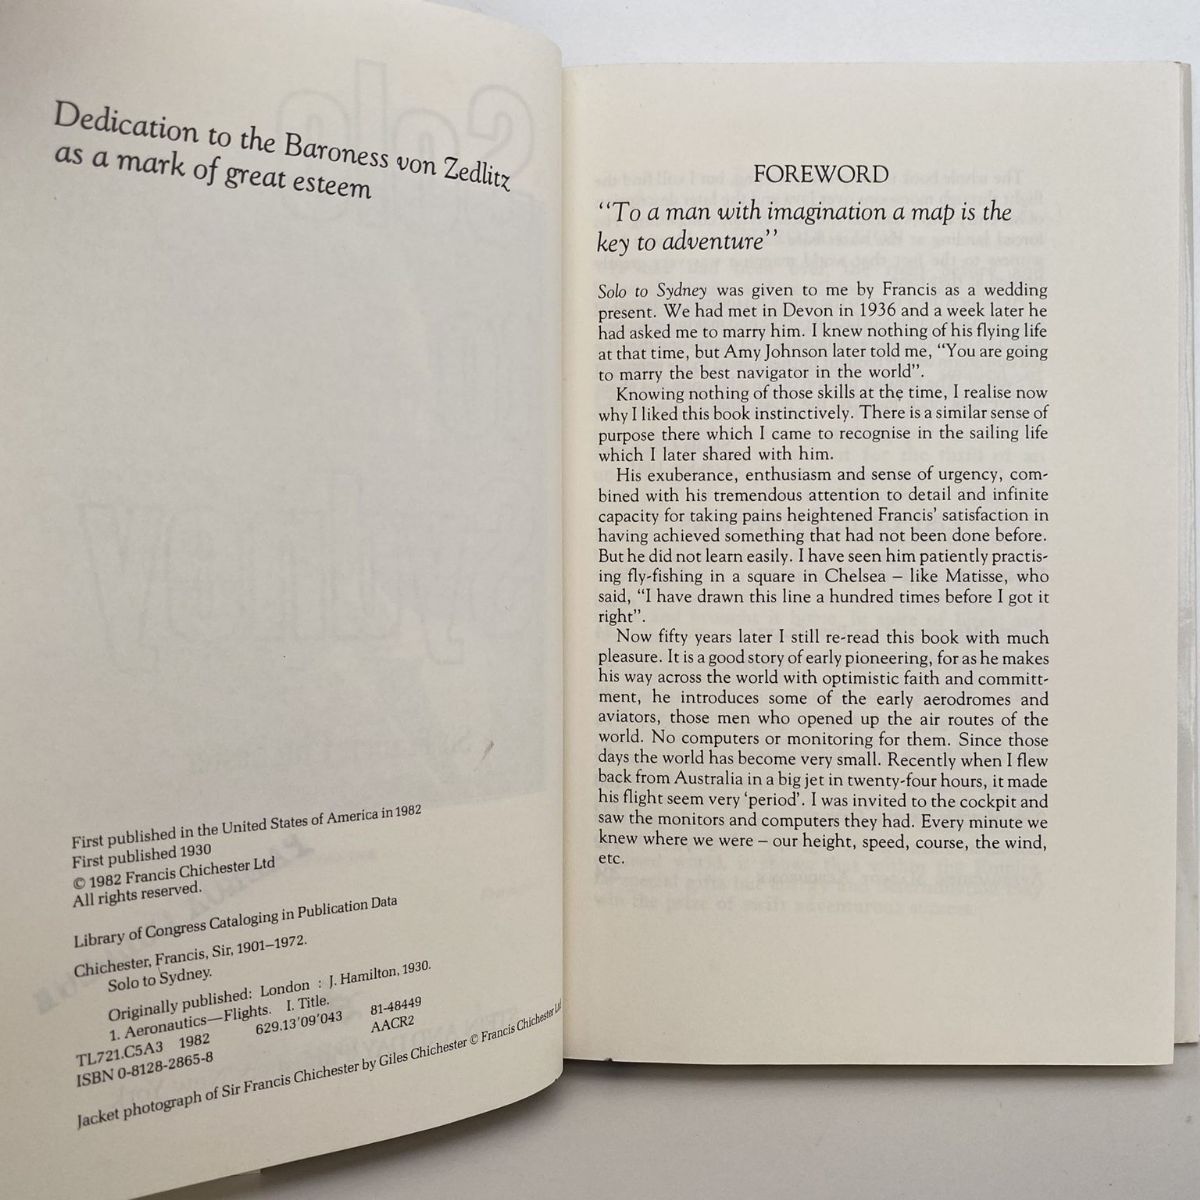 Dedication to the Baroness von Zedlitz
as a mark of great esteem
First published in the United States of America in 1982
First published 1930
© 1982 Francis Chichester Ltd
All rights reserved.
Library of Congress Cataloging in Publication Data
Chichester, Francis, Sir, 1901–1972.
Solo to Sydney.
Originally published: London : J. Hamilton, 1930.
1. Aeronautics—Flights. I. Title.
TL721.C5A3 1982 629.13'09'043 81-48449
ISBN 0-8128-2865-8 AACR2
Jacket photograph of Sir Francis Chichester by Giles Chichester © Francis Chichester Ltd
FOREWORD
“To a man with imagination a map is the
key to adventure”
Solo to Sydney was given to me by Francis as a wedding
present. We had met in Devon in 1936 and a week later he
had asked me to marry him. I knew nothing of his flying life
at that time, but Amy Johnson later told me, “You are going
to marry the best navigator in the world”.
Knowing nothing of those skills at the time, I realise now
why I liked this book instinctively. There is a similar sense of
purpose there which I came to recognise in the sailing life
which I later shared with him.
His exuberance, enthusiasm and sense of urgency, com-
bined with his tremendous attention to detail and infinite
capacity for taking pains heightened Francis’ satisfaction in
having achieved something that had not been done before.
But he did not learn easily. I have seen him patiently practis-
ing fly-fishing in a square in Chelsea – like Matisse, who
said, “I have drawn this line a hundred times before I got it
right”.
Now fifty years later I still re-read this book with much
pleasure. It is a good story of early pioneering, for as he makes
his way across the world with optimistic faith and committ-
ment, he introduces some of the early aerodromes and
aviators, those men who opened up the air routes of the
world. No computers or monitoring for them. Since those
days the world has become very small. Recently when I flew
back from Australia in a big jet in twenty-four hours, it made
his flight seem very ‘period’. I was invited to the cockpit and
saw the monitors and computers they had. Every minute we
knew where we were – our height, speed, course, the wind,
etc.